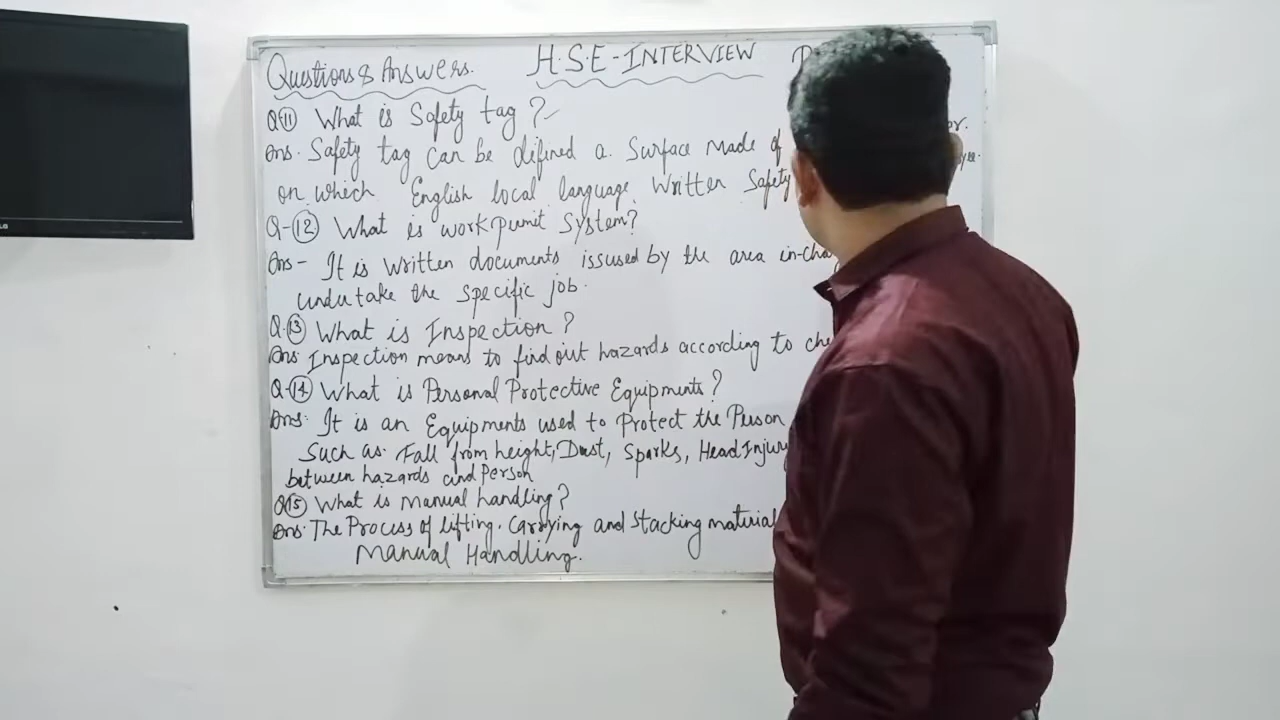 LG
Questions & Answers. H.S.E-INTERVIEW
Q-11 What is Safety tag?-
Ans. Safety tag can be difined a Surface Made of
on which English local language Written Safety
Q-12 What is work permit System?
Ans- It is written documents issused by the area in-
undertake the specific job.
Q.13 What is Inspection?
Ans: Inspection means to find out hazards according to
Q-14 What is Personal Protective Equipments?
Ans: It is an Equipments used to Protect the Person
Such as. Fall from height, Dust, Sparks, Head Injury
between hazards and Person
Q15 What is Manual handling?
Ans: The Process of lifting. Carrying and Stacking material
Manual Handling.